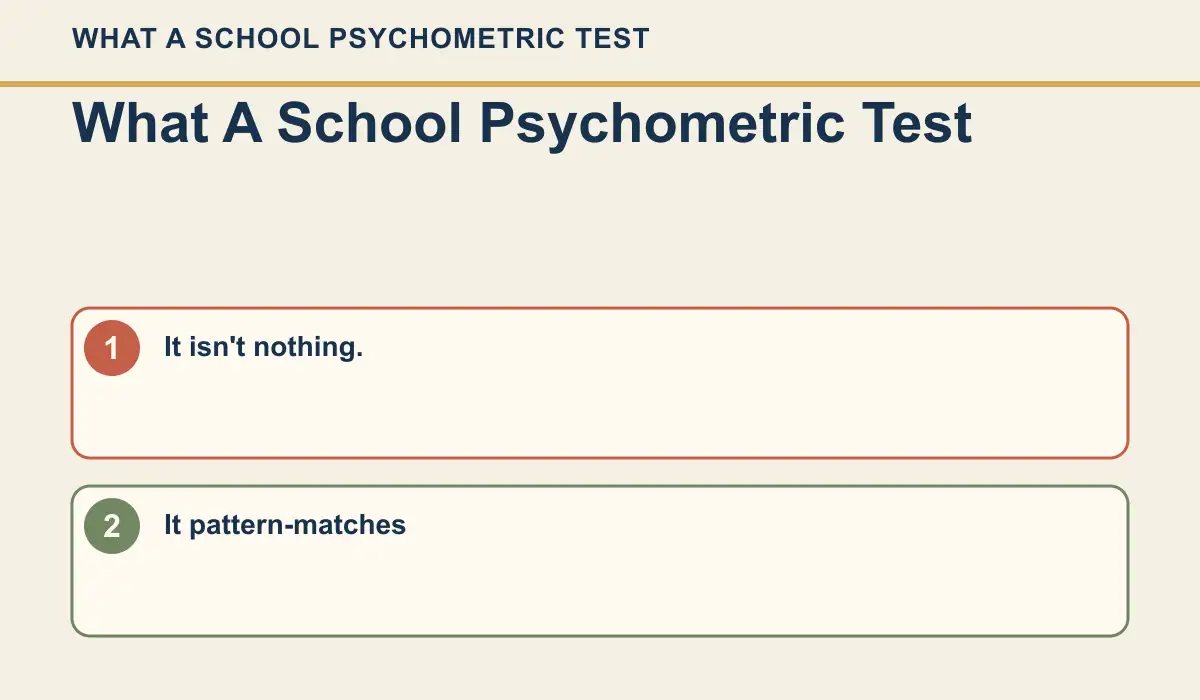 WHAT A SCHOOL PSYCHOMETRIC TEST
What A School Psychometric Test
1
It isn't nothing.
2
It pattern-matches